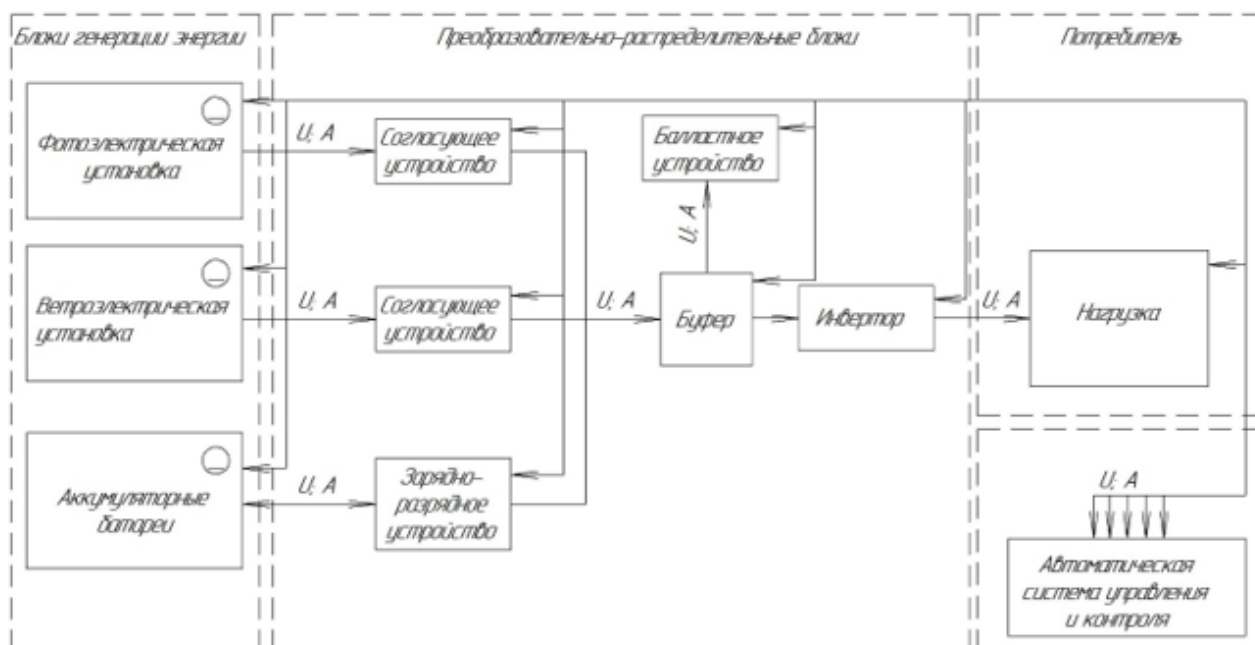 Блоки генерации энергии
Преобразовательно-распределительные блоки
Потребитель
Фотоэлектрическая
установка
U; A
Согласующее
устройство
Балластное
устройство
U; A
Ветроэлектрическая
установка
U; A
Согласующее
устройство
U; A
Буфер
Инвертор
U; A
Нагрузка
Аккумуляторные
батареи
U; A
Зарядно-
разрядное
устройство
U; A
Автоматическая
система управления
и контроля